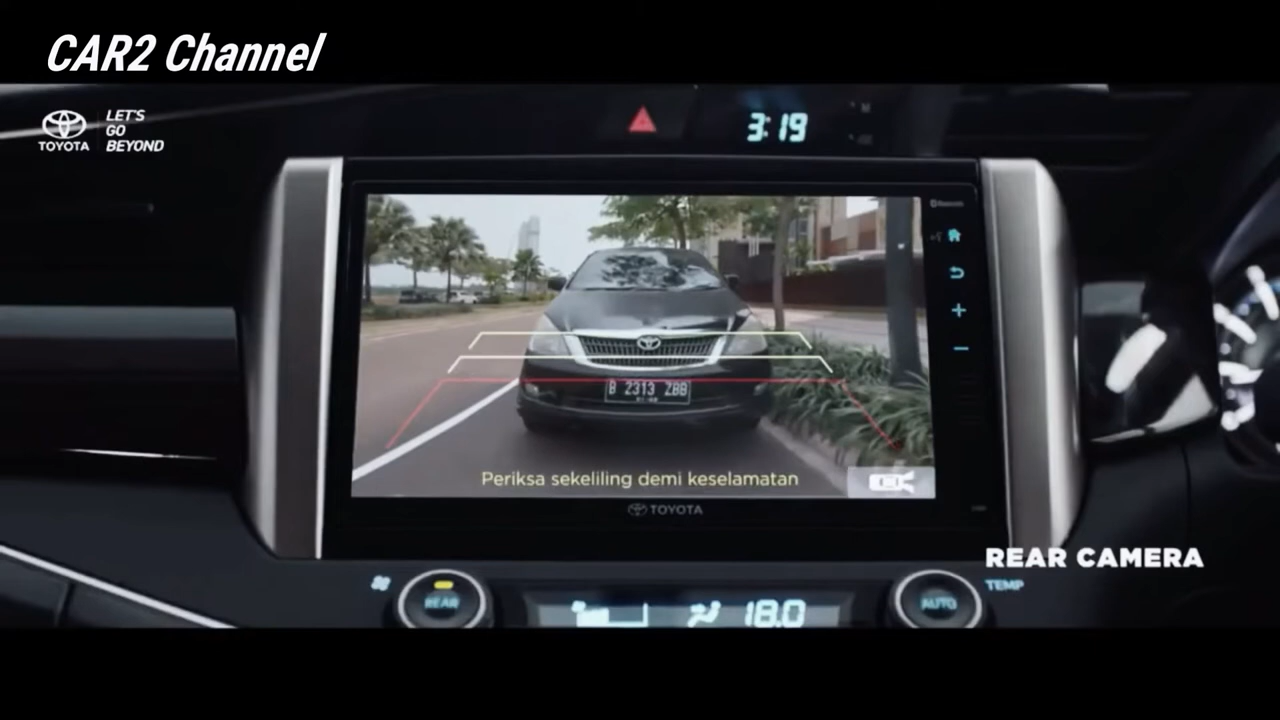 CAR2 Channel
TOYOTA
LET'S
GO
BEYOND
3:19
B 2313 ZBB
Periksa sekeliling demi keselamatan
TOYOTA
REAR CAMERA
REAR
18.0
AUTO
TEMP